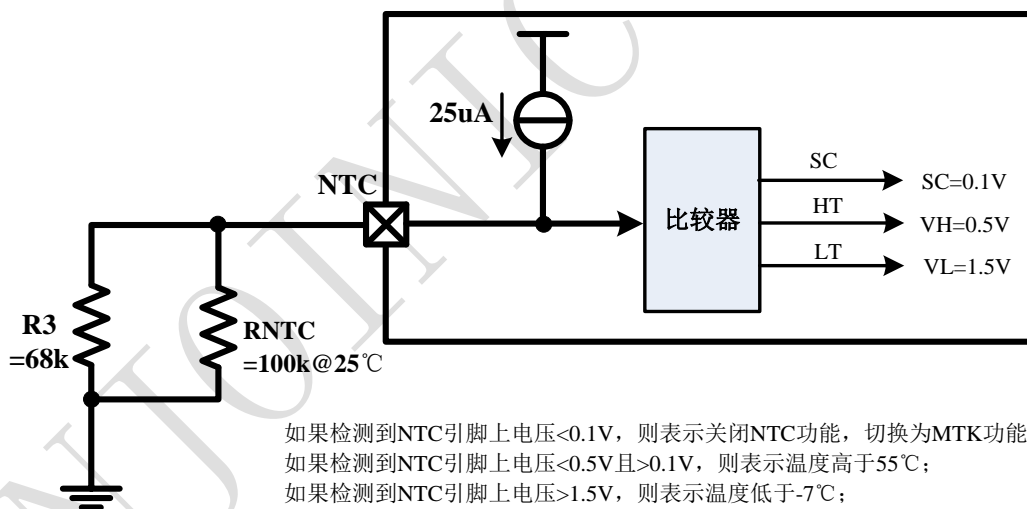 25uA
NTC
SC
SC=0.1V
比较器
HT
VH=0.5V
LT
VL=1.5V
R3
=68k
RNTC
=100k@25℃
如果检测到NTC引脚上电压<0.1V，则表示关闭NTC功能，切换为MTK功能
如果检测到NTC引脚上电压<0.5V且>0.1V，则表示温度高于55℃；
如果检测到NTC引脚上电压>1.5V，则表示温度低于-7℃；
NJOINIC